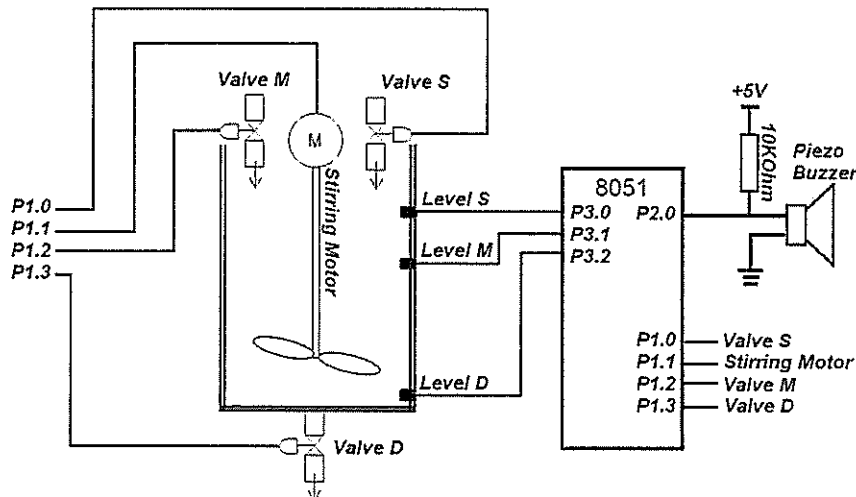 Valve M
Valve S
+5V
10KOhm
Piezo
Buzzer
M
Stirring Motor
8051
Level S
P3.0
P2.0
P1.0
P1.1
Level M
P3.1
P1.2
P3.2
P1.3
P1.0
Valve S
P1.1
Stirring Motor
Level D
P1.2
Valve M
P1.3
Valve D
Valve D